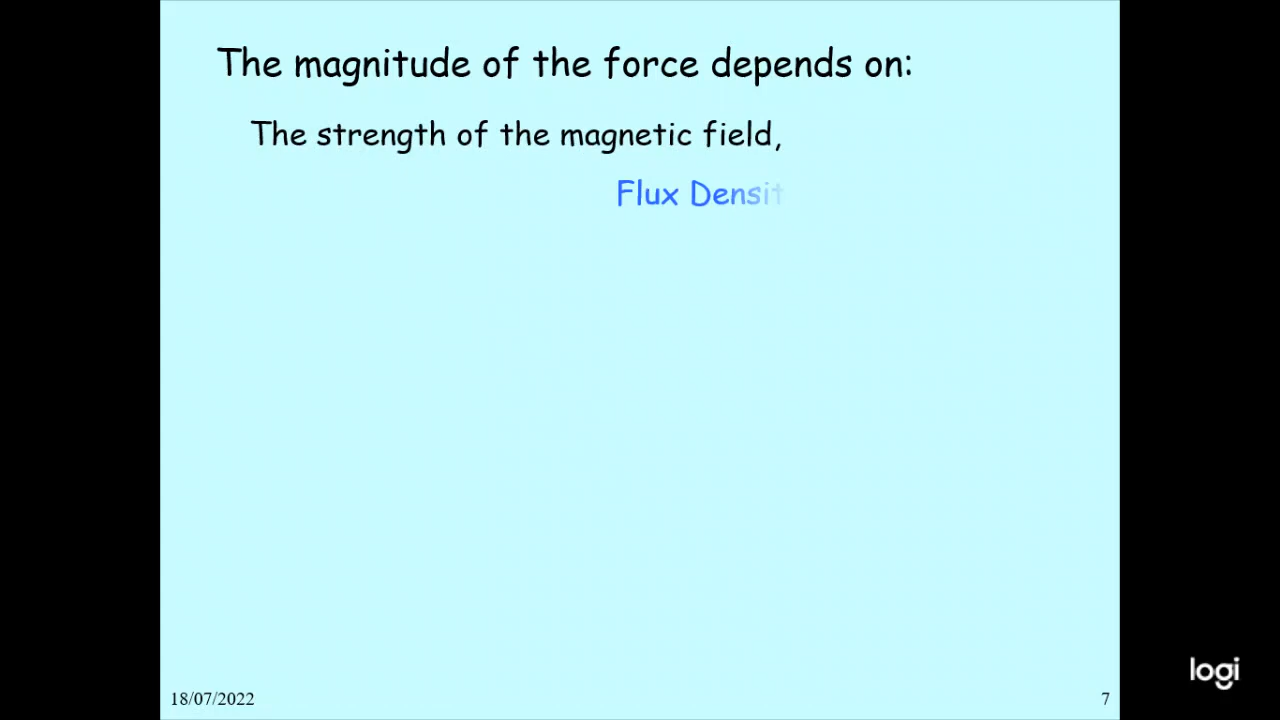 The magnitude of the force depends on:
The strength of the magnetic field,
Flux Densit
18/07/2022
7
logi